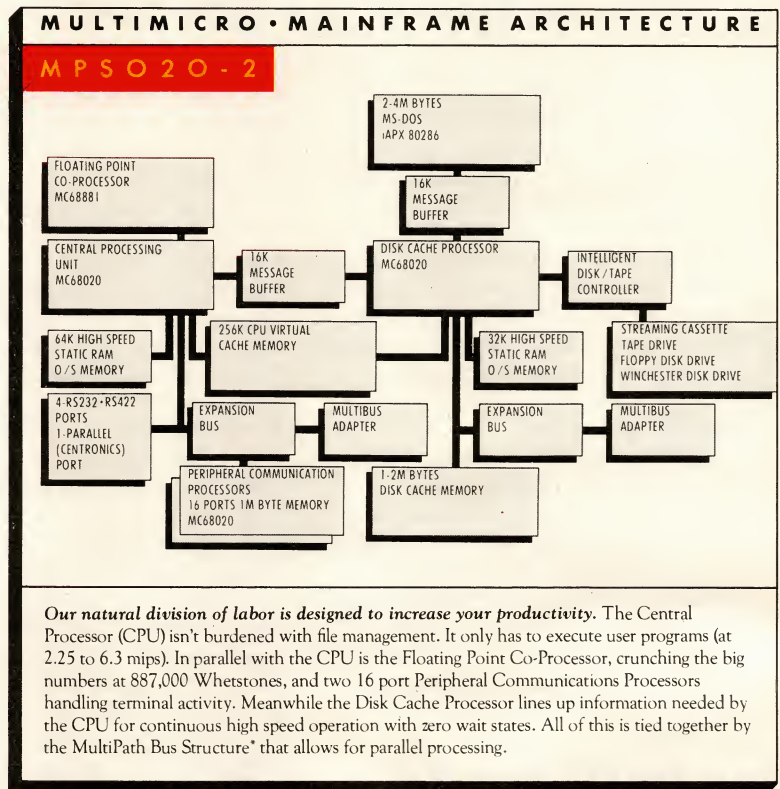 MULTIMICRO • MAINFRAME ARCHITECTURE
MPS020-2
2-4M BYTES
MS-DOS
iAPX 80286
FLOATING POINT
CO-PROCESSOR
MC68881
16K
MESSAGE
BUFFER
CENTRAL PROCESSING
UNIT
MC68020
16K
MESSAGE
BUFFER
DISK CACHE PROCESSOR
MC68020
INTELLIGENT
DISK/TAPE
CONTROLLER
64K HIGH SPEED
STATIC RAM
O/S MEMORY
256K CPU VIRTUAL
CACHE MEMORY
32K HIGH SPEED
STATIC RAM
O/S MEMORY
STREAMING CASSETTE
TAPE DRIVE
FLOPPY DISK DRIVE
WINCHESTER DISK DRIVE
4-RS232•RS422
PORTS
1-PARALLEL
(CENTRONICS)
PORT
EXPANSION
BUS
MULTIBUS
ADAPTER
EXPANSION
BUS
MULTIBUS
ADAPTER
PERIPHERAL COMMUNICATION
PROCESSORS
16 PORTS 1M BYTE MEMORY
MC68020
1-2M BYTES
DISK CACHE MEMORY
Our natural division of labor is designed to increase your productivity. The Central
Processor (CPU) isn't burdened with file management. It only has to execute user programs (at
2.25 to 6.3 mips). In parallel with the CPU is the Floating Point Co-Processor, crunching the big
numbers at 887,000 Whetstones, and two 16 port Peripheral Communications Processors
handling terminal activity. Meanwhile the Disk Cache Processor lines up information needed by
the CPU for continuous high speed operation with zero wait states. All of this is tied together by
the MultiPath Bus Structure* that allows for parallel processing.